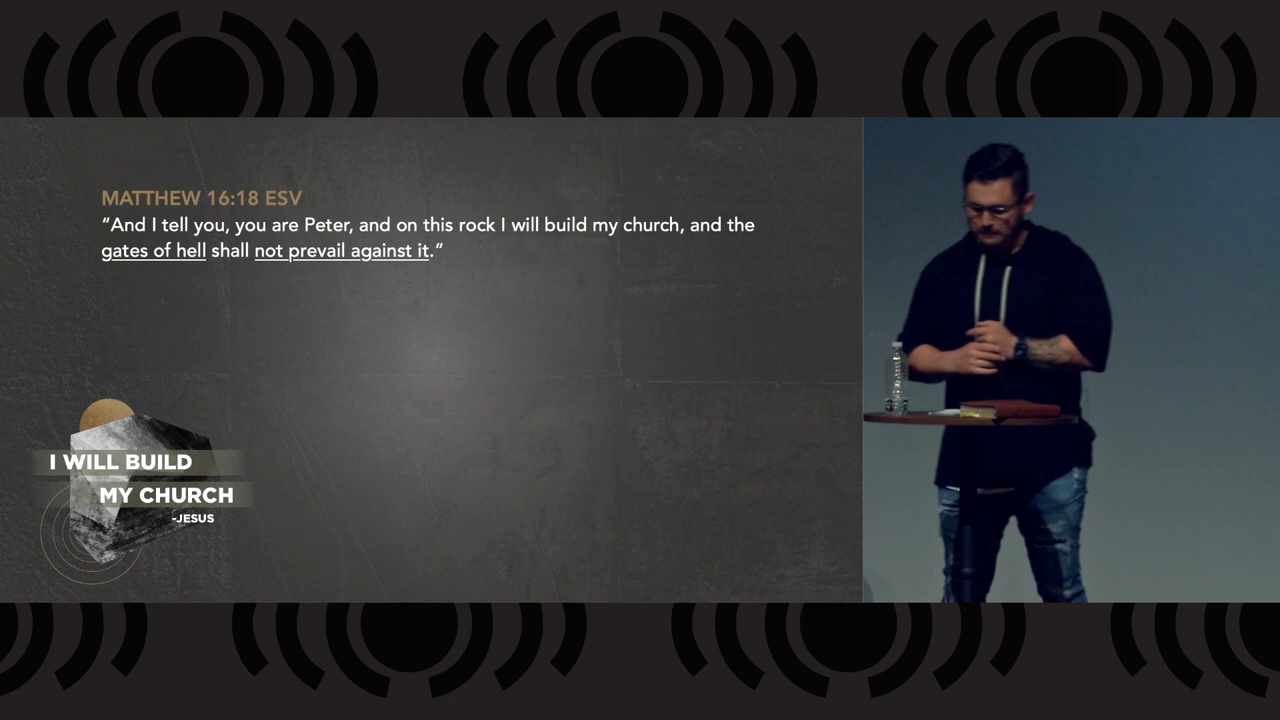 MATTHEW 16:18 ESV
“And I tell you, you are Peter, and on this rock I will build my church, and the
gates of hell shall not prevail against it.”
I WILL BUILD
MY CHURCH
-JESUS